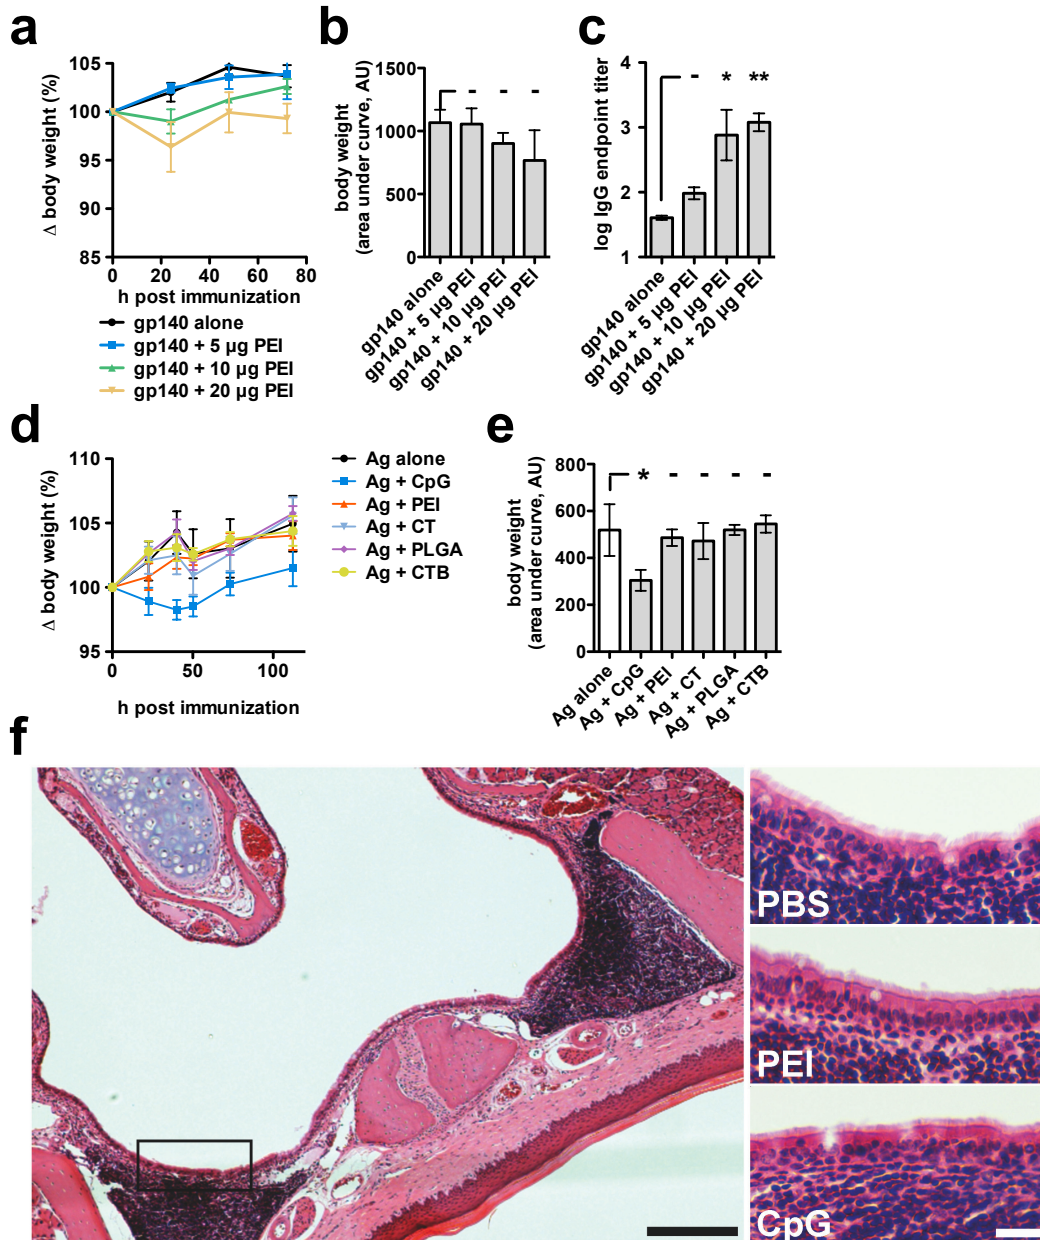 a
105
100
95
90
85
Δ body weight (%)
0
20
40
60
80
h post immunization
gp140 alone
gp140 + 5 µg PEI
gp140 + 10 µg PEI
gp140 + 20 µg PEI
b
1500
1000
500
0
body weight
(area under curve, AU)
- - - -
gp140 alone
gp140 + 5 µg PEI
gp140 + 10 µg PEI
gp140 + 20 µg PEI
c
4
3
2
1
log IgG endpoint titer
- * **
gp140 alone
gp140 + 5 µg PEI
gp140 + 10 µg PEI
gp140 + 20 µg PEI
d
110
105
100
95
Δ body weight (%)
0
50
100
h post immunization
Ag alone
Ag + CpG
Ag + PEI
Ag + CT
Ag + PLGA
Ag + CTB
e
800
600
400
200
0
body weight
(area under curve, AU)
* - - - -
Ag alone
Ag + CpG
Ag + PEI
Ag + CT
Ag + PLGA
Ag + CTB
f
PBS
PEI
CpG